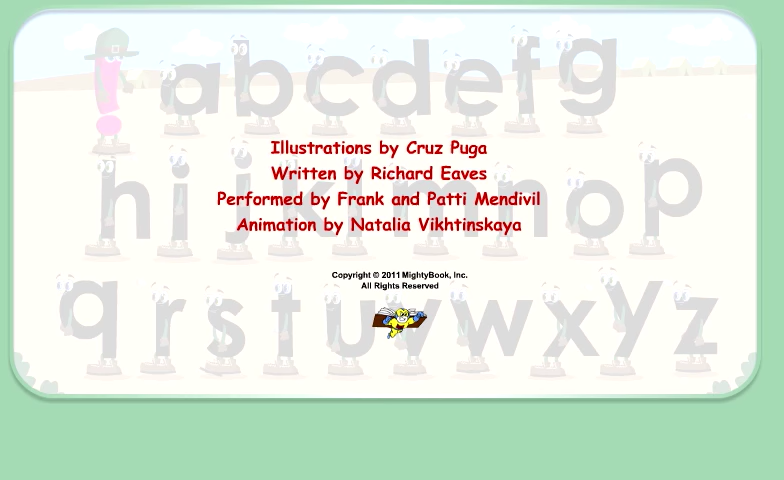 a b c d e f g
Illustrations by Cruz Puga
Written by Richard Eaves
Performed by Frank and Patti Mendivil
Animation by Natalia Vikhtinskaya
h i j k l m n o p
Copyright © 2011 MightyBook, Inc.
All Rights Reserved
q r s t u v w x y z